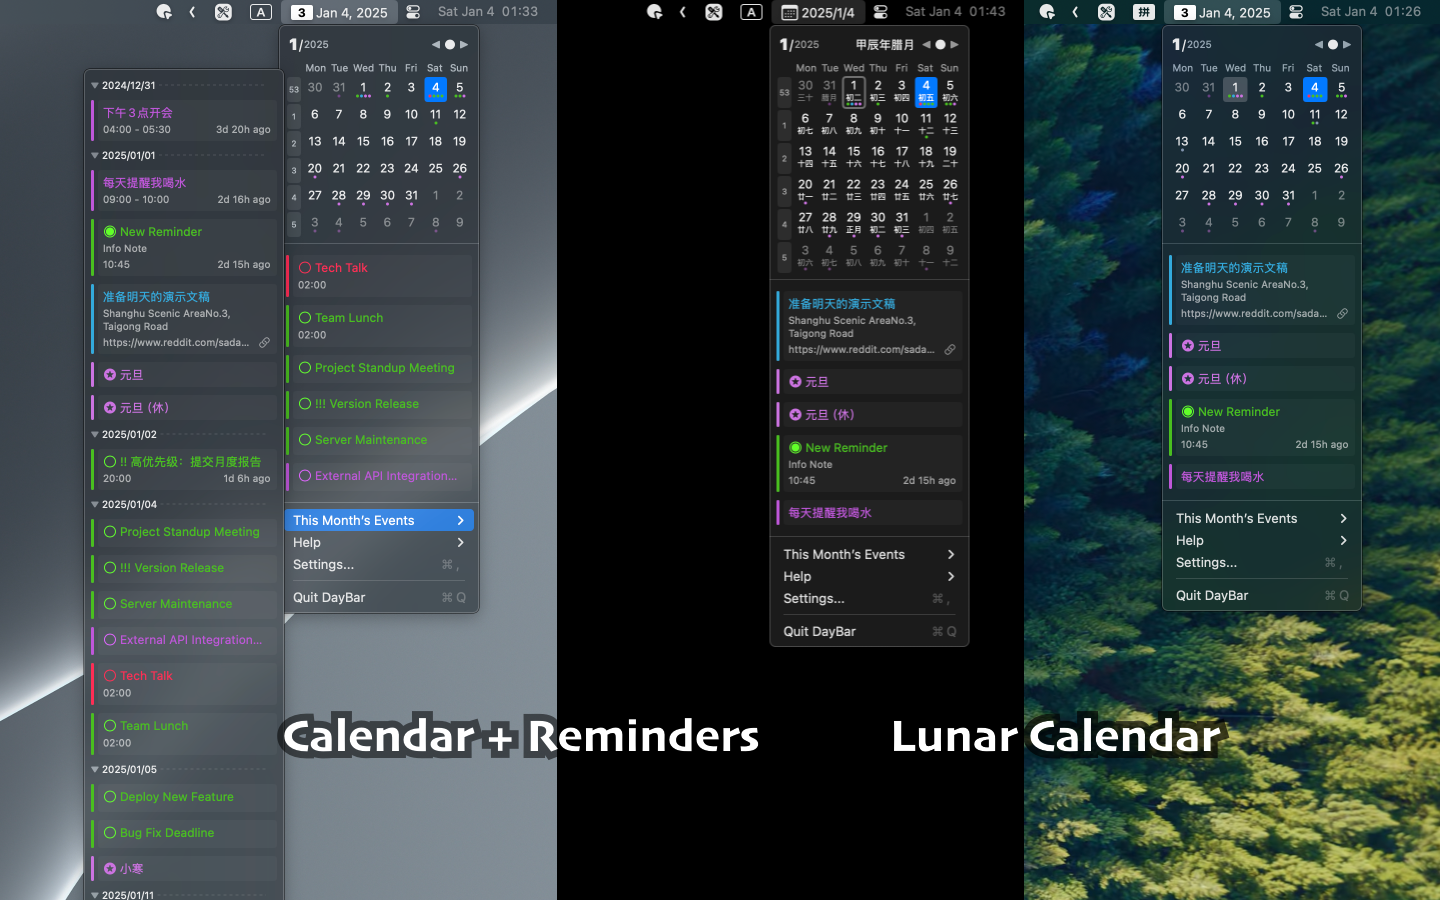 A
3 Jan 4, 2025
Sat Jan 4 01:33
2024/12/31
下午3点开会
04:00 - 05:30 3d 20h ago
2025/01/01
每天提醒我喝水
09:00 - 10:00 2d 16h ago
New Reminder
Info Note
10:45 2d 15h ago
准备明天的演示文稿
Shanghu Scenic AreaNo.3,
Taigong Road
https://www.reddit.com/sada...
元旦
元旦 (休)
2025/01/02
!! 高优先级：提交月度报告
20:00 1d 6h ago
2025/01/04
Project Standup Meeting
!!! Version Release
Server Maintenance
External API Integration...
Tech Talk
02:00
Team Lunch
02:00
2025/01/05
Deploy New Feature
Bug Fix Deadline
小寒
2025/01/11
1/2025
Mon Tue Wed Thu Fri Sat Sun
53 30 31 1 2 3 4 5
1 6 7 8 9 10 11 12
2 13 14 15 16 17 18 19
3 20 21 22 23 24 25 26
4 27 28 29 30 31 1 2
5 3 4 5 6 7 8 9
Tech Talk
02:00
Team Lunch
02:00
Project Standup Meeting
!!! Version Release
Server Maintenance
External API Integration...
This Month's Events
Help
Settings... ⌘ ,
Quit DayBar ⌘ Q
A
2025/1/4
Sat Jan 4 01:43
1/2025 甲辰年腊月
Mon Tue Wed Thu Fri Sat Sun
53 30 31 1 2 3 4 5
三十 腊月 初二 初三 初四 初五 初六
1 6 7 8 9 10 11 12
初七 初八 初九 初十 十一 十二 十三
2 13 14 15 16 17 18 19
十四 十五 十六 十七 十八 十九 二十
3 20 21 22 23 24 25 26
廿一 廿二 廿三 廿四 廿五 廿六 廿七
4 27 28 29 30 31 1 2
廿八 廿九 正月 初二 初三 初四 初五
5 3 4 5 6 7 8 9
初六 初七 初八 初九 初十 十一 十二
准备明天的演示文稿
Shanghu Scenic AreaNo.3,
Taigong Road
https://www.reddit.com/sada...
元旦
元旦 (休)
New Reminder
Info Note
10:45 2d 15h ago
每天提醒我喝水
This Month's Events
Help
Settings... ⌘ ,
Quit DayBar ⌘ Q
拼
3 Jan 4, 2025
Sat Jan 4 01:26
1/2025
Mon Tue Wed Thu Fri Sat Sun
30 31 1 2 3 4 5
6 7 8 9 10 11 12
13 14 15 16 17 18 19
20 21 22 23 24 25 26
27 28 29 30 31 1 2
3 4 5 6 7 8 9
准备明天的演示文稿
Shanghu Scenic AreaNo.3,
Taigong Road
https://www.reddit.com/sada...
元旦
元旦 (休)
New Reminder
Info Note
10:45 2d 15h ago
每天提醒我喝水
This Month's Events
Help
Settings... ⌘ ,
Quit DayBar ⌘ Q
Calendar + Reminders
Lunar Calendar